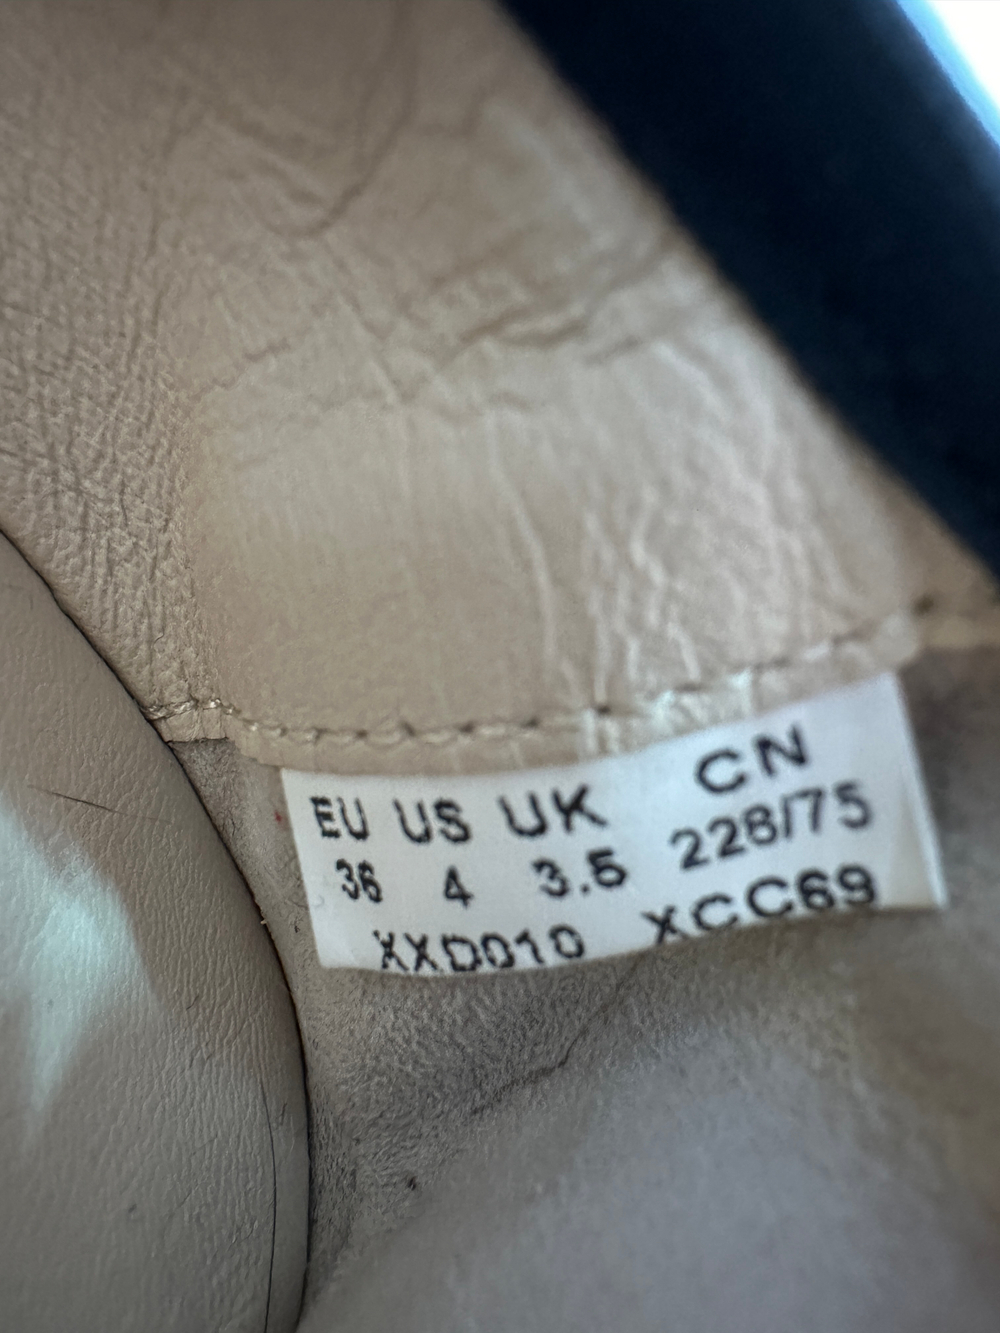 EU US UK CN
36 4 3.5 228/75
XXD010 XCC69